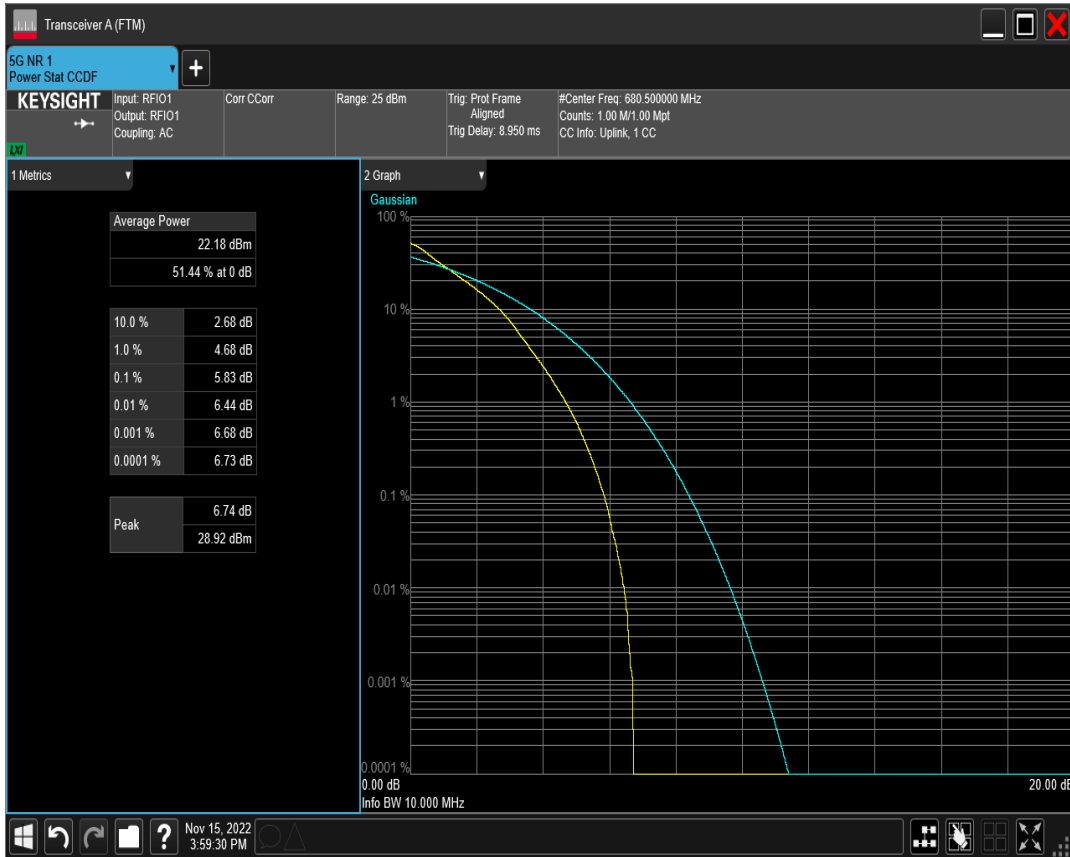 Transceiver A (FTM)
5G NR 1
Power Stat CCDF
KEYSIGHT
LXI
Input: RFIO1
Output: RFIO1
Coupling: AC
Corr CCorr
Range: 25 dBm
Trig: Prot Frame
Aligned
Trig Delay: 8.950 ms
#Center Freq: 680.500000 MHz
Counts: 1.00 M/1.00 Mpt
CC Info: Uplink, 1 CC
1 Metrics
Average Power
22.18 dBm
51.44 % at 0 dB
10.0 % 2.68 dB
1.0 % 4.68 dB
0.1 % 5.83 dB
0.01 % 6.44 dB
0.001 % 6.68 dB
0.0001 % 6.73 dB
Peak 6.74 dB
28.92 dBm
2 Graph
Gaussian
100 %
10 %
1 %
0.1 %
0.01 %
0.001 %
0.0001 %
0.00 dB 20.00 dB
Info BW 10.000 MHz
? Nov 15, 2022
3:59:30 PM